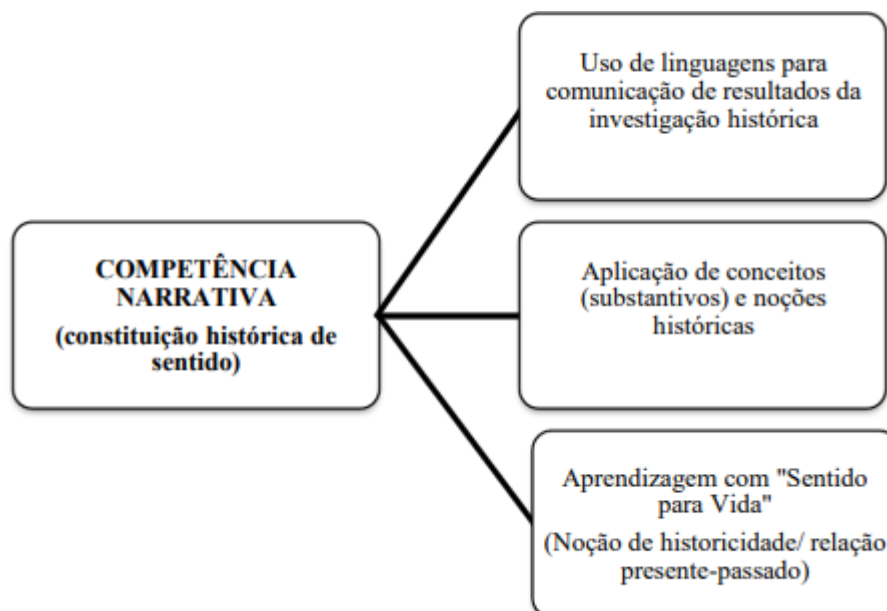 Uso de linguagens para
comunicação de resultados da
investigação histórica
COMPETÊNCIA
NARRATIVA
(constituição histórica de
sentido)
Aplicação de conceitos
(substantivos) e noções
históricas
Aprendizagem com "Sentido
para Vida"
(Noção de historicidade/ relação
presente-passado)